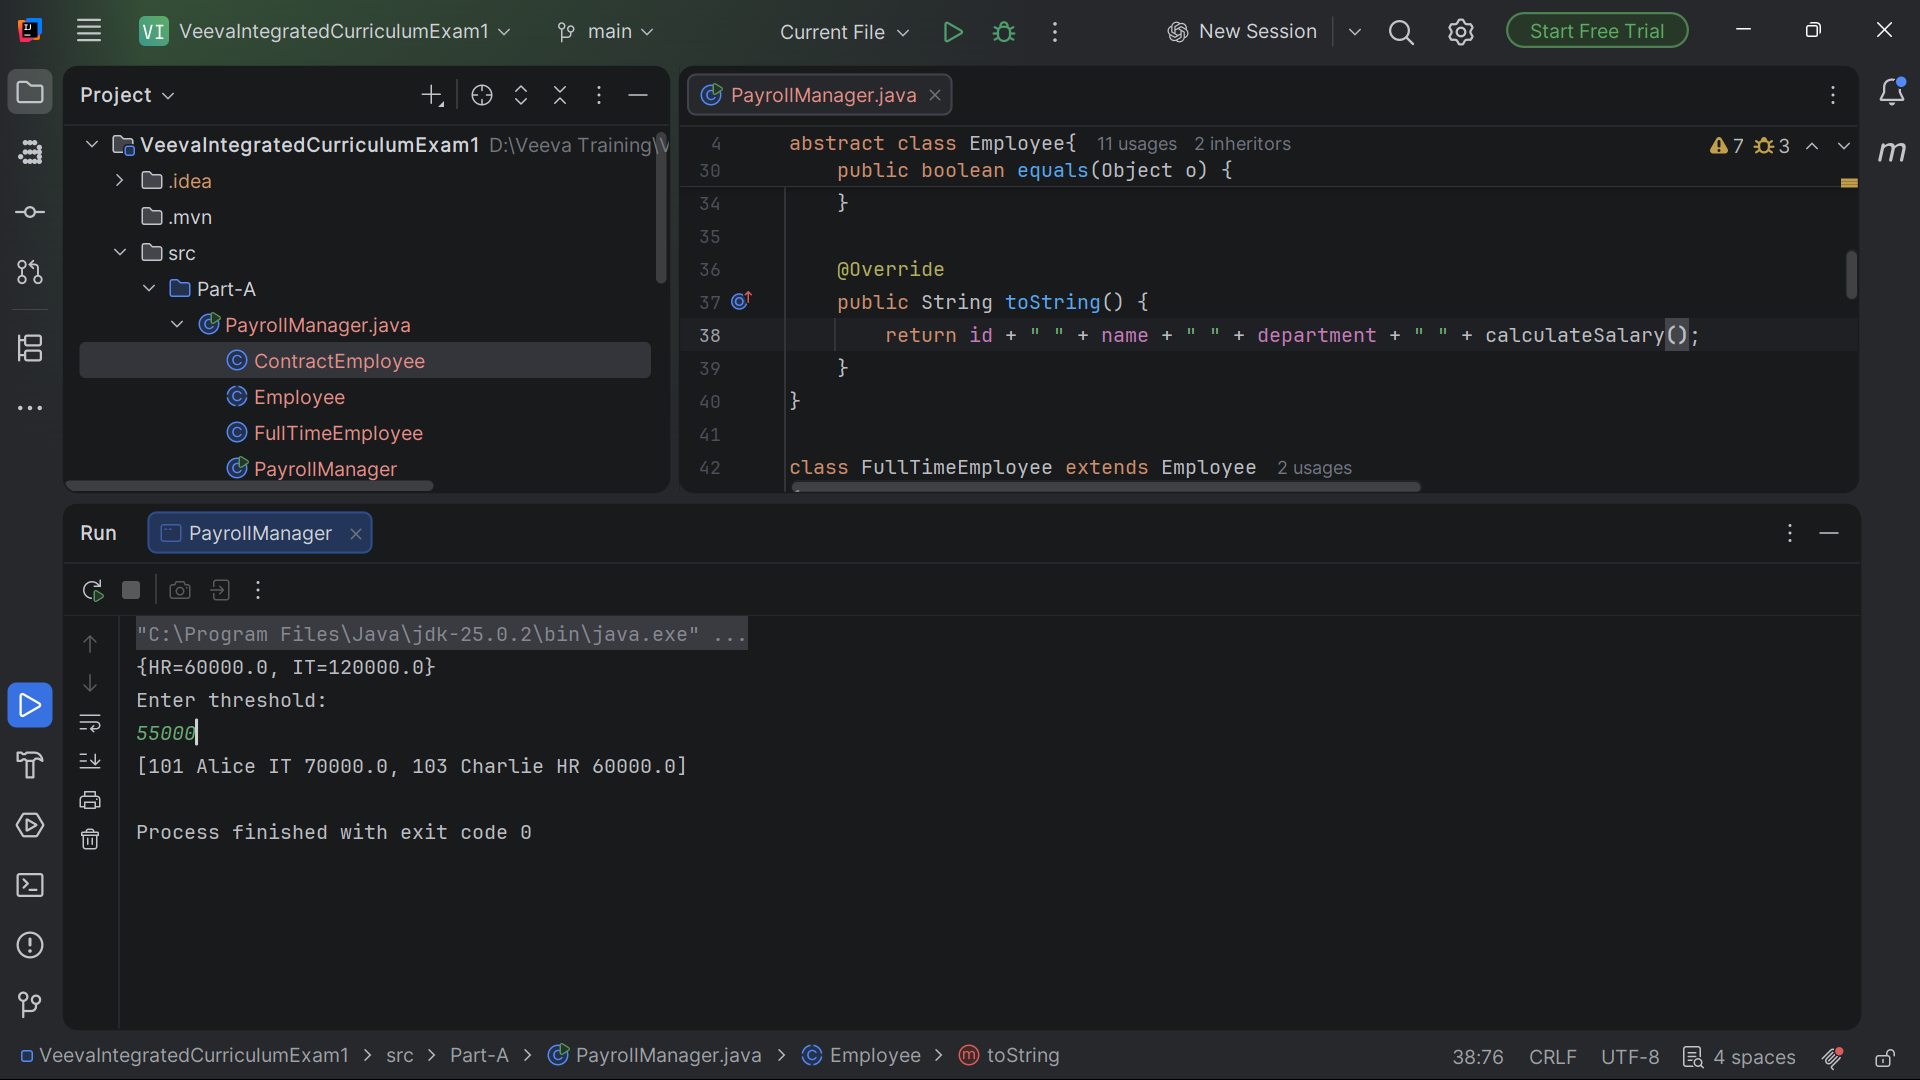 VI VeevaIntegratedCurriculumExam1 main Current File New Session Start Free Trial
Project
VeevaIntegratedCurriculumExam1 D:\Veeva Training\V
.idea
.mvn
src
Part-A
PayrollManager.java
ContractEmployee
Employee
FullTimeEmployee
PayrollManager
PayrollManager.java
4 abstract class Employee{ 11 usages 2 inheritors 7 3
30 public boolean equals(Object o) {
34 }
35
36 @Override
37 public String toString() {
38 return id + " " + name + " " + department + " " + calculateSalary();
39 }
40 }
41
42 class FullTimeEmployee extends Employee 2 usages
m
Run PayrollManager
"C:\Program Files\Java\jdk-25.0.2\bin\java.exe" ...
{HR=60000.0, IT=120000.0}
Enter threshold:
55000
[101 Alice IT 70000.0, 103 Charlie HR 60000.0]
Process finished with exit code 0
VeevaIntegratedCurriculumExam1 > src > Part-A > PayrollManager.java > Employee > toString 38:76 CRLF UTF-8 4 spaces